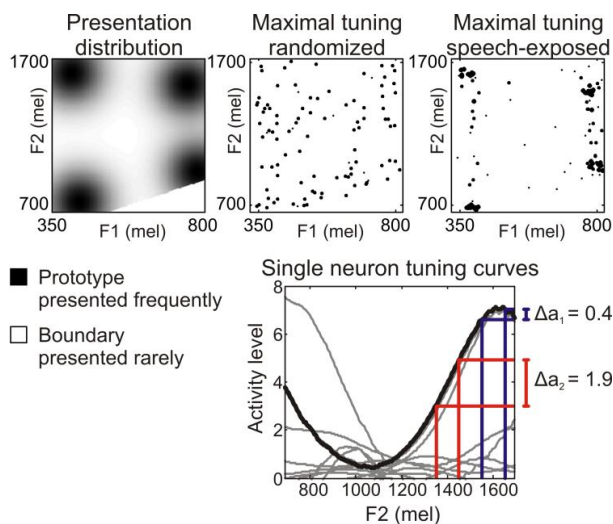 Presentation
distribution
1700
F2 (mel)
700
350
F1 (mel)
800
Maximal tuning
randomized
1700
F2 (mel)
700
350
F1 (mel)
800
Maximal tuning
speech-exposed
1700
F2 (mel)
700
350
F1 (mel)
800
Prototype
presented frequently
Boundary
presented rarely
Single neuron tuning curves
8
6
4
2
0
Activity level
800 1000 1200 1400 1600
F2 (mel)
Δa₁ = 0.4
Δa₂ = 1.9